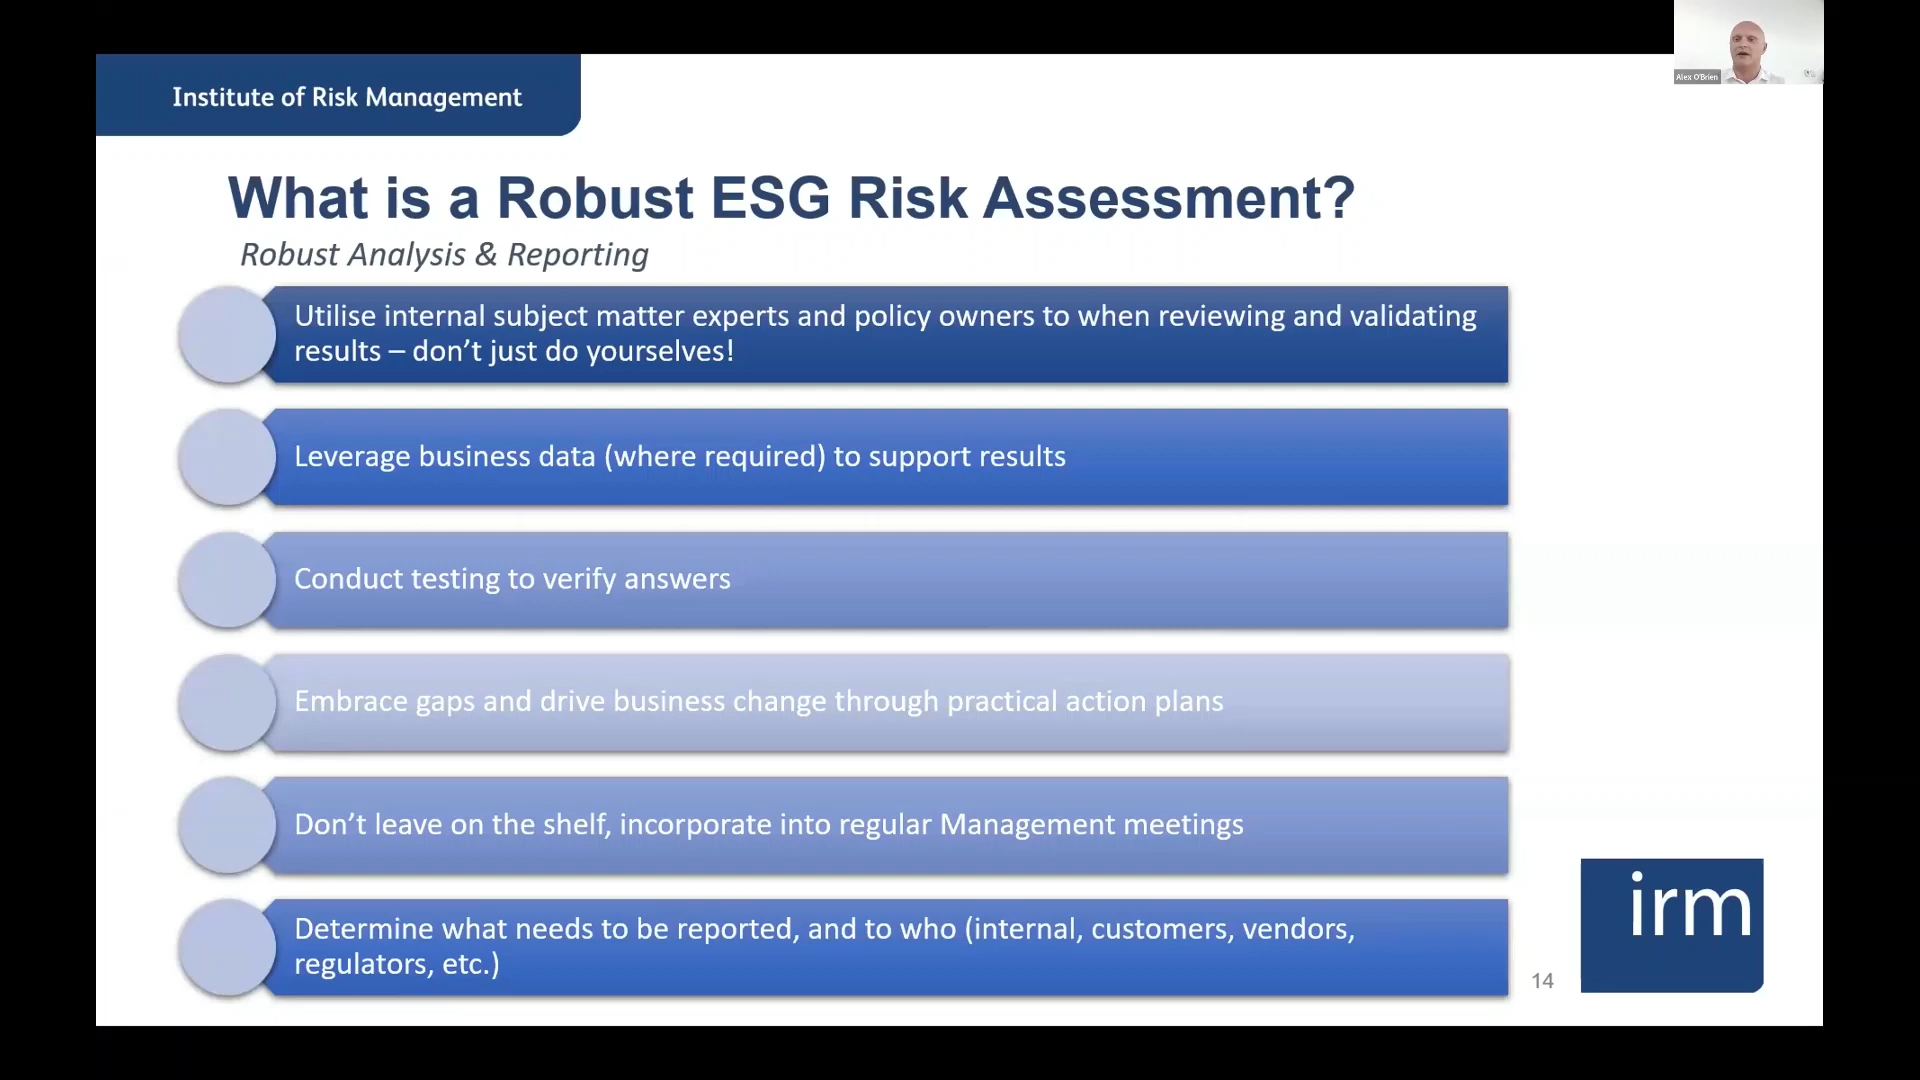 Alex O'Brien
Institute of Risk Management
What is a Robust ESG Risk Assessment?
Robust Analysis & Reporting
Utilise internal subject matter experts and policy owners to when reviewing and validating
results – don't just do yourselves!
Leverage business data (where required) to support results
Conduct testing to verify answers
Embrace gaps and drive business change through practical action plans
Don't leave on the shelf, incorporate into regular Management meetings
Determine what needs to be reported, and to who (internal, customers, vendors,
regulators, etc.)
irm
14